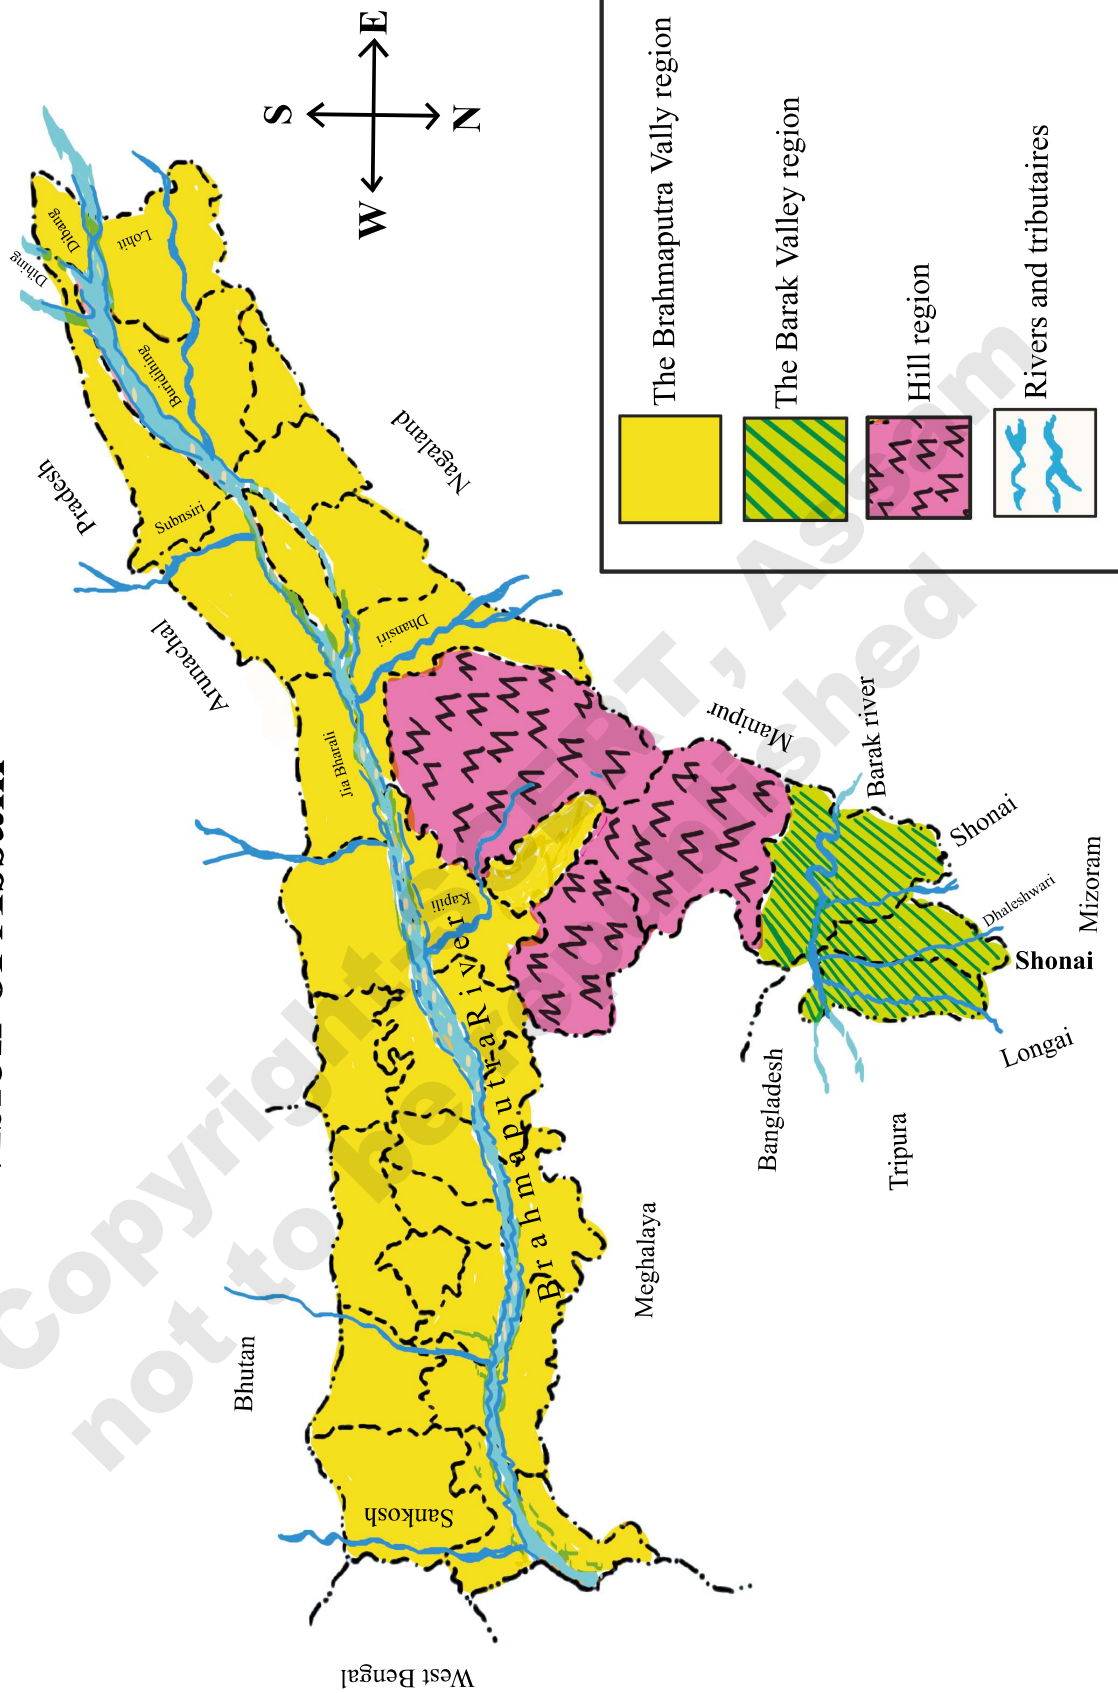 S
E
W
N
The Brahmaputra Vally region
The Barak Valley region
Hill region
Rivers and tributaires
Dihing
Dibang
Lohit
Buridihing
Subnsiri
Arunachal
Pradesh
Nagaland
Dhansiri
Jia Bharali
Kapili
Brahmaputra River
Manipur
Barak river
Shonai
Dhaleshwari
Mizoram
Shonai
Longai
Bangladesh
Tripura
Meghalaya
Bhutan
Sankosh
West Bengal
Copyright SCERT, Assam
not to be republished